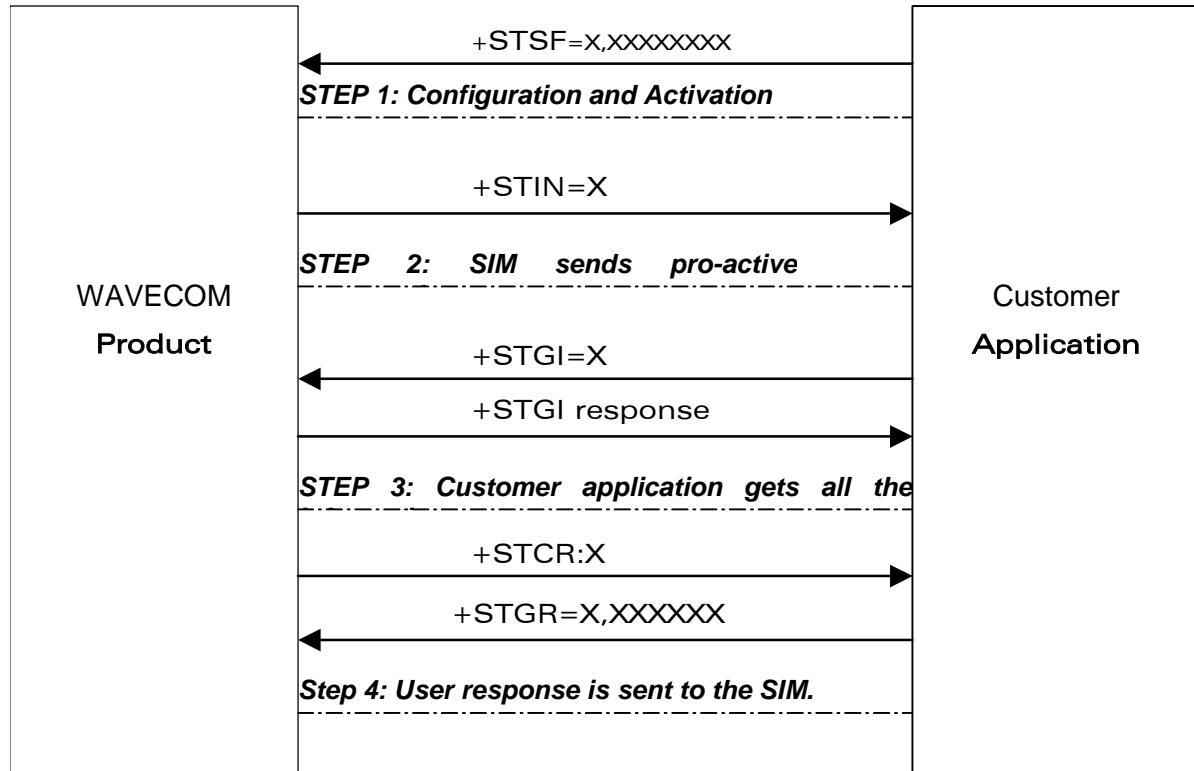 +STSF=X,XXXXXXXX
STEP 1: Configuration and Activation
+STIN=X
STEP 2: SIM sends pro-active
WAVECOM
Product
Customer
Application
+STGI=X
+STGI response
STEP 3: Customer application gets all the
+STCR:X
+STGR=X,XXXXXX
Step 4: User response is sent to the SIM.